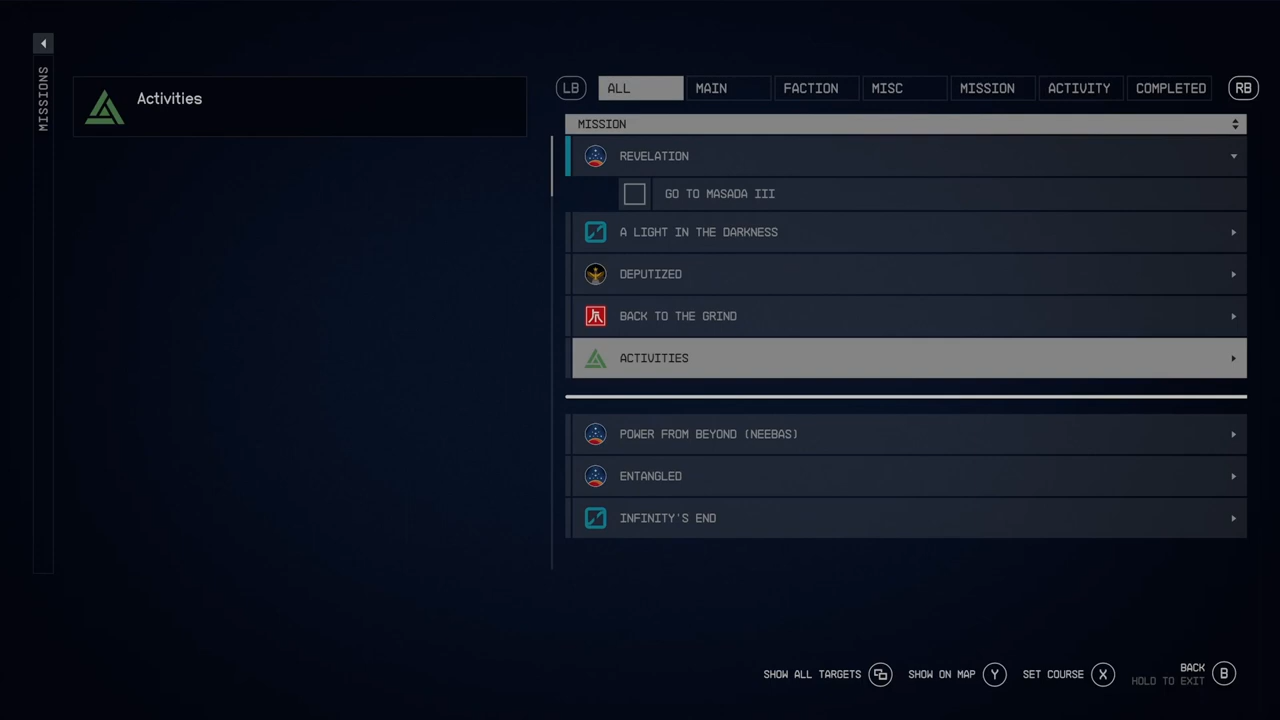 MISSIONS
Activities
LB
ALL
MAIN
FACTION
MISC
MISSION
ACTIVITY
COMPLETED
RB
MISSION
REVELATION
GO TO MASADA III
A LIGHT IN THE DARKNESS
DEPUTIZED
BACK TO THE GRIND
ACTIVITIES
POWER FROM BEYOND (NEEBAS)
ENTANGLED
INFINITY'S END
SHOW ALL TARGETS
SHOW ON MAP Y
SET COURSE X
BACK B
HOLD TO EXIT